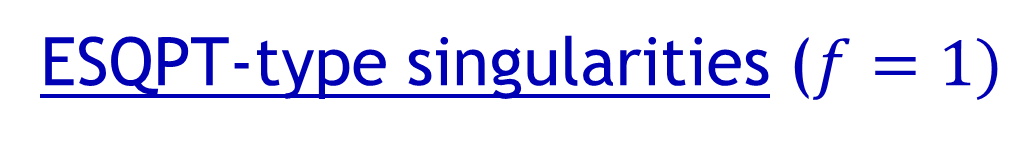 ESQPT-type singularities (f = 1)